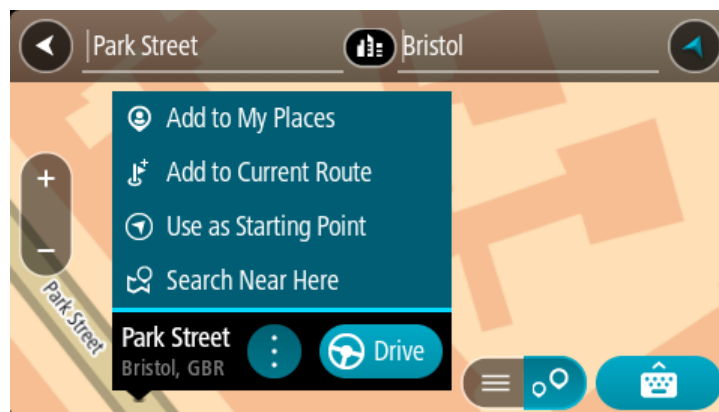 Park Street
Bristol
Add to My Places
Add to Current Route
Use as Starting Point
Search Near Here
+
−
Park Street
Park Street
Drive
Bristol, GBR